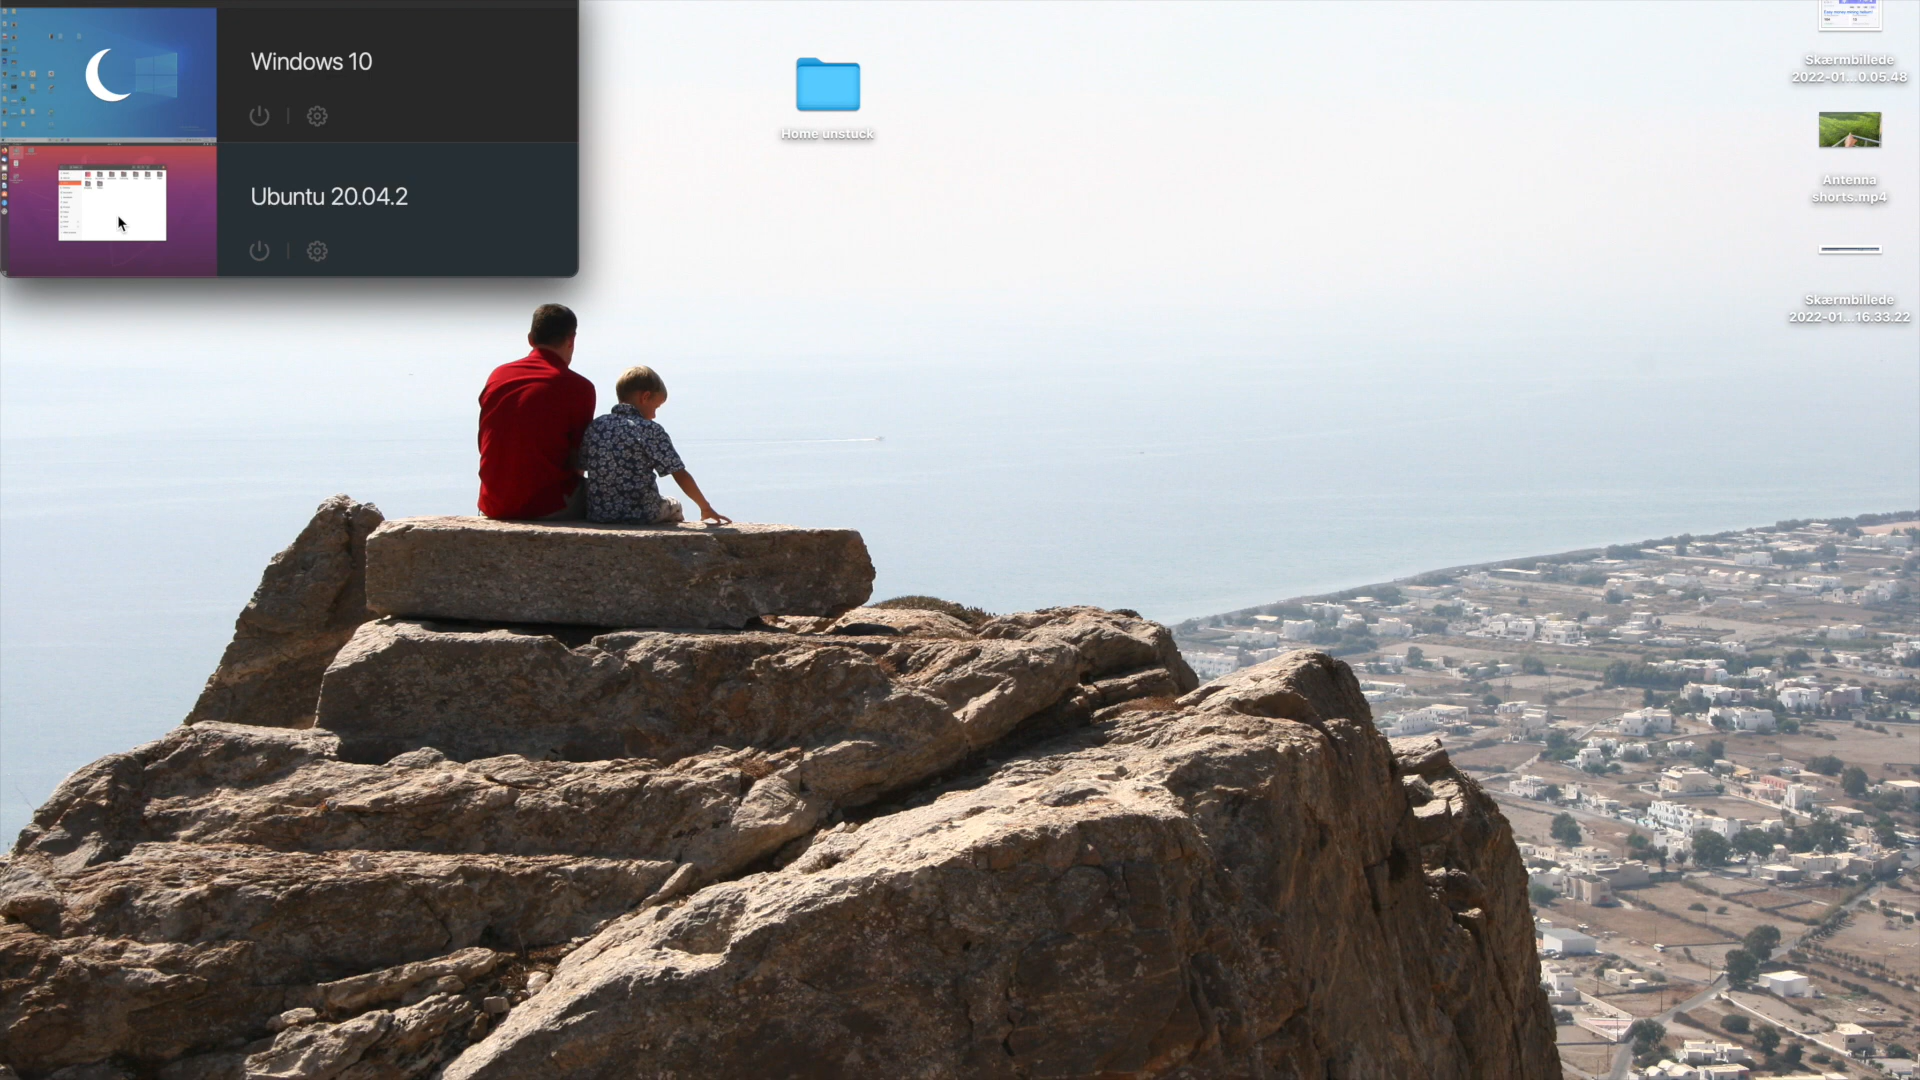 Windows 10
Ubuntu 20.04.2
Home unstuck
Skærmbillede
2022-01...0.05.48
Antenna
shorts.mp4
Skærmbillede
2022-01...16.33.22